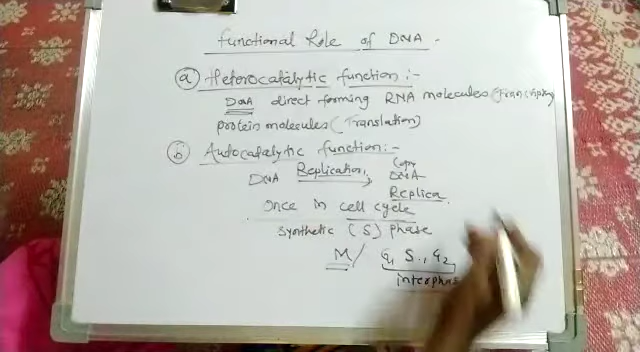 Functional Role of DNA -
(a) Heterocatalytic function :-
DNA direct forming RNA molecules (Transcription
protein molecules (Translation)
(b) Autocatalytic function :-
Copy
DNA Replication, DNA
Replica
Once in cell cycle
Synthetic (S) phase
M / G1 S, G2
interphas